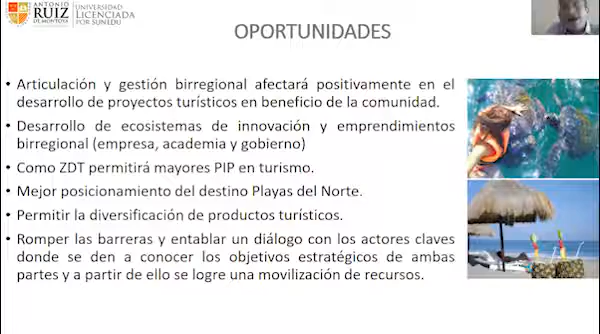 ANTONIO
RUIZ
DE MONTOYA
UNIVERSIDAD
LICENCIADA
POR SUNEDU
OPORTUNIDADES
• Articulación y gestión birregional afectará positivamente en el
desarrollo de proyectos turísticos en beneficio de la comunidad.
• Desarrollo de ecosistemas de innovación y emprendimientos
birregional (empresa, academia y gobierno)
• Como ZDT permitirá mayores PIP en turismo.
• Mejor posicionamiento del destino Playas del Norte.
• Permitir la diversificación de productos turísticos.
• Romper las barreras y entablar un diálogo con los actores claves
donde se den a conocer los objetivos estratégicos de ambas
partes y a partir de ello se logre una movilización de recursos.